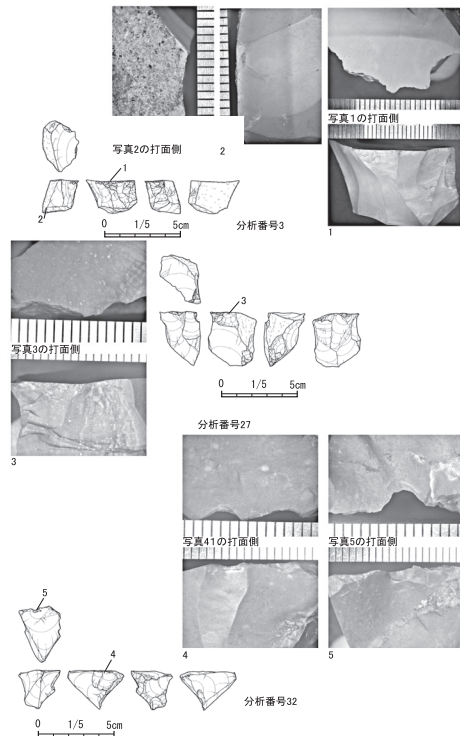 写真2の打面側
2
写真1の打面側
1
1
2
0 1/5 5cm
分析番号3
写真3の打面側
3
3
0 1/5 5cm
分析番号27
写真41の打面側
4
写真5の打面側
5
5
4
0 1/5 5cm
分析番号32